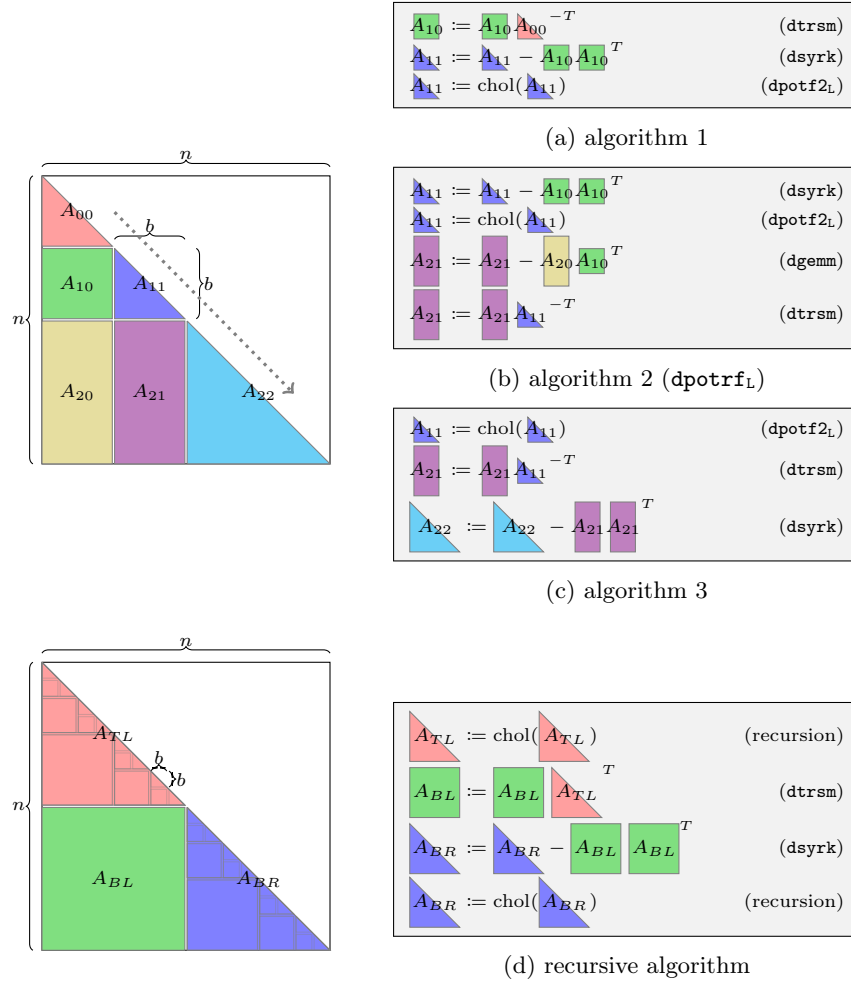 A10 := A10 A00^-T (dtrsm)
A11 := A11 − A10 A10^T (dsyrk)
A11 := chol(A11) (dpotf2L)
(a) algorithm 1
n
n
A00
b
A10
A11
b
A20
A21
A22
A11 := A11 − A10 A10^T (dsyrk)
A11 := chol(A11) (dpotf2L)
A21 := A21 − A20 A10^T (dgemm)
A21 := A21 A11^-T (dtrsm)
(b) algorithm 2 (dpotrfL)
A11 := chol(A11) (dpotf2L)
A21 := A21 A11^-T (dtrsm)
A22 := A22 − A21 A21^T (dsyrk)
(c) algorithm 3
n
n
ATL
b
b
ABL
ABR
ATL := chol(ATL) (recursion)
ABL := ABL ATL^T (dtrsm)
ABR := ABR − ABL ABL^T (dsyrk)
ABR := chol(ABR) (recursion)
(d) recursive algorithm